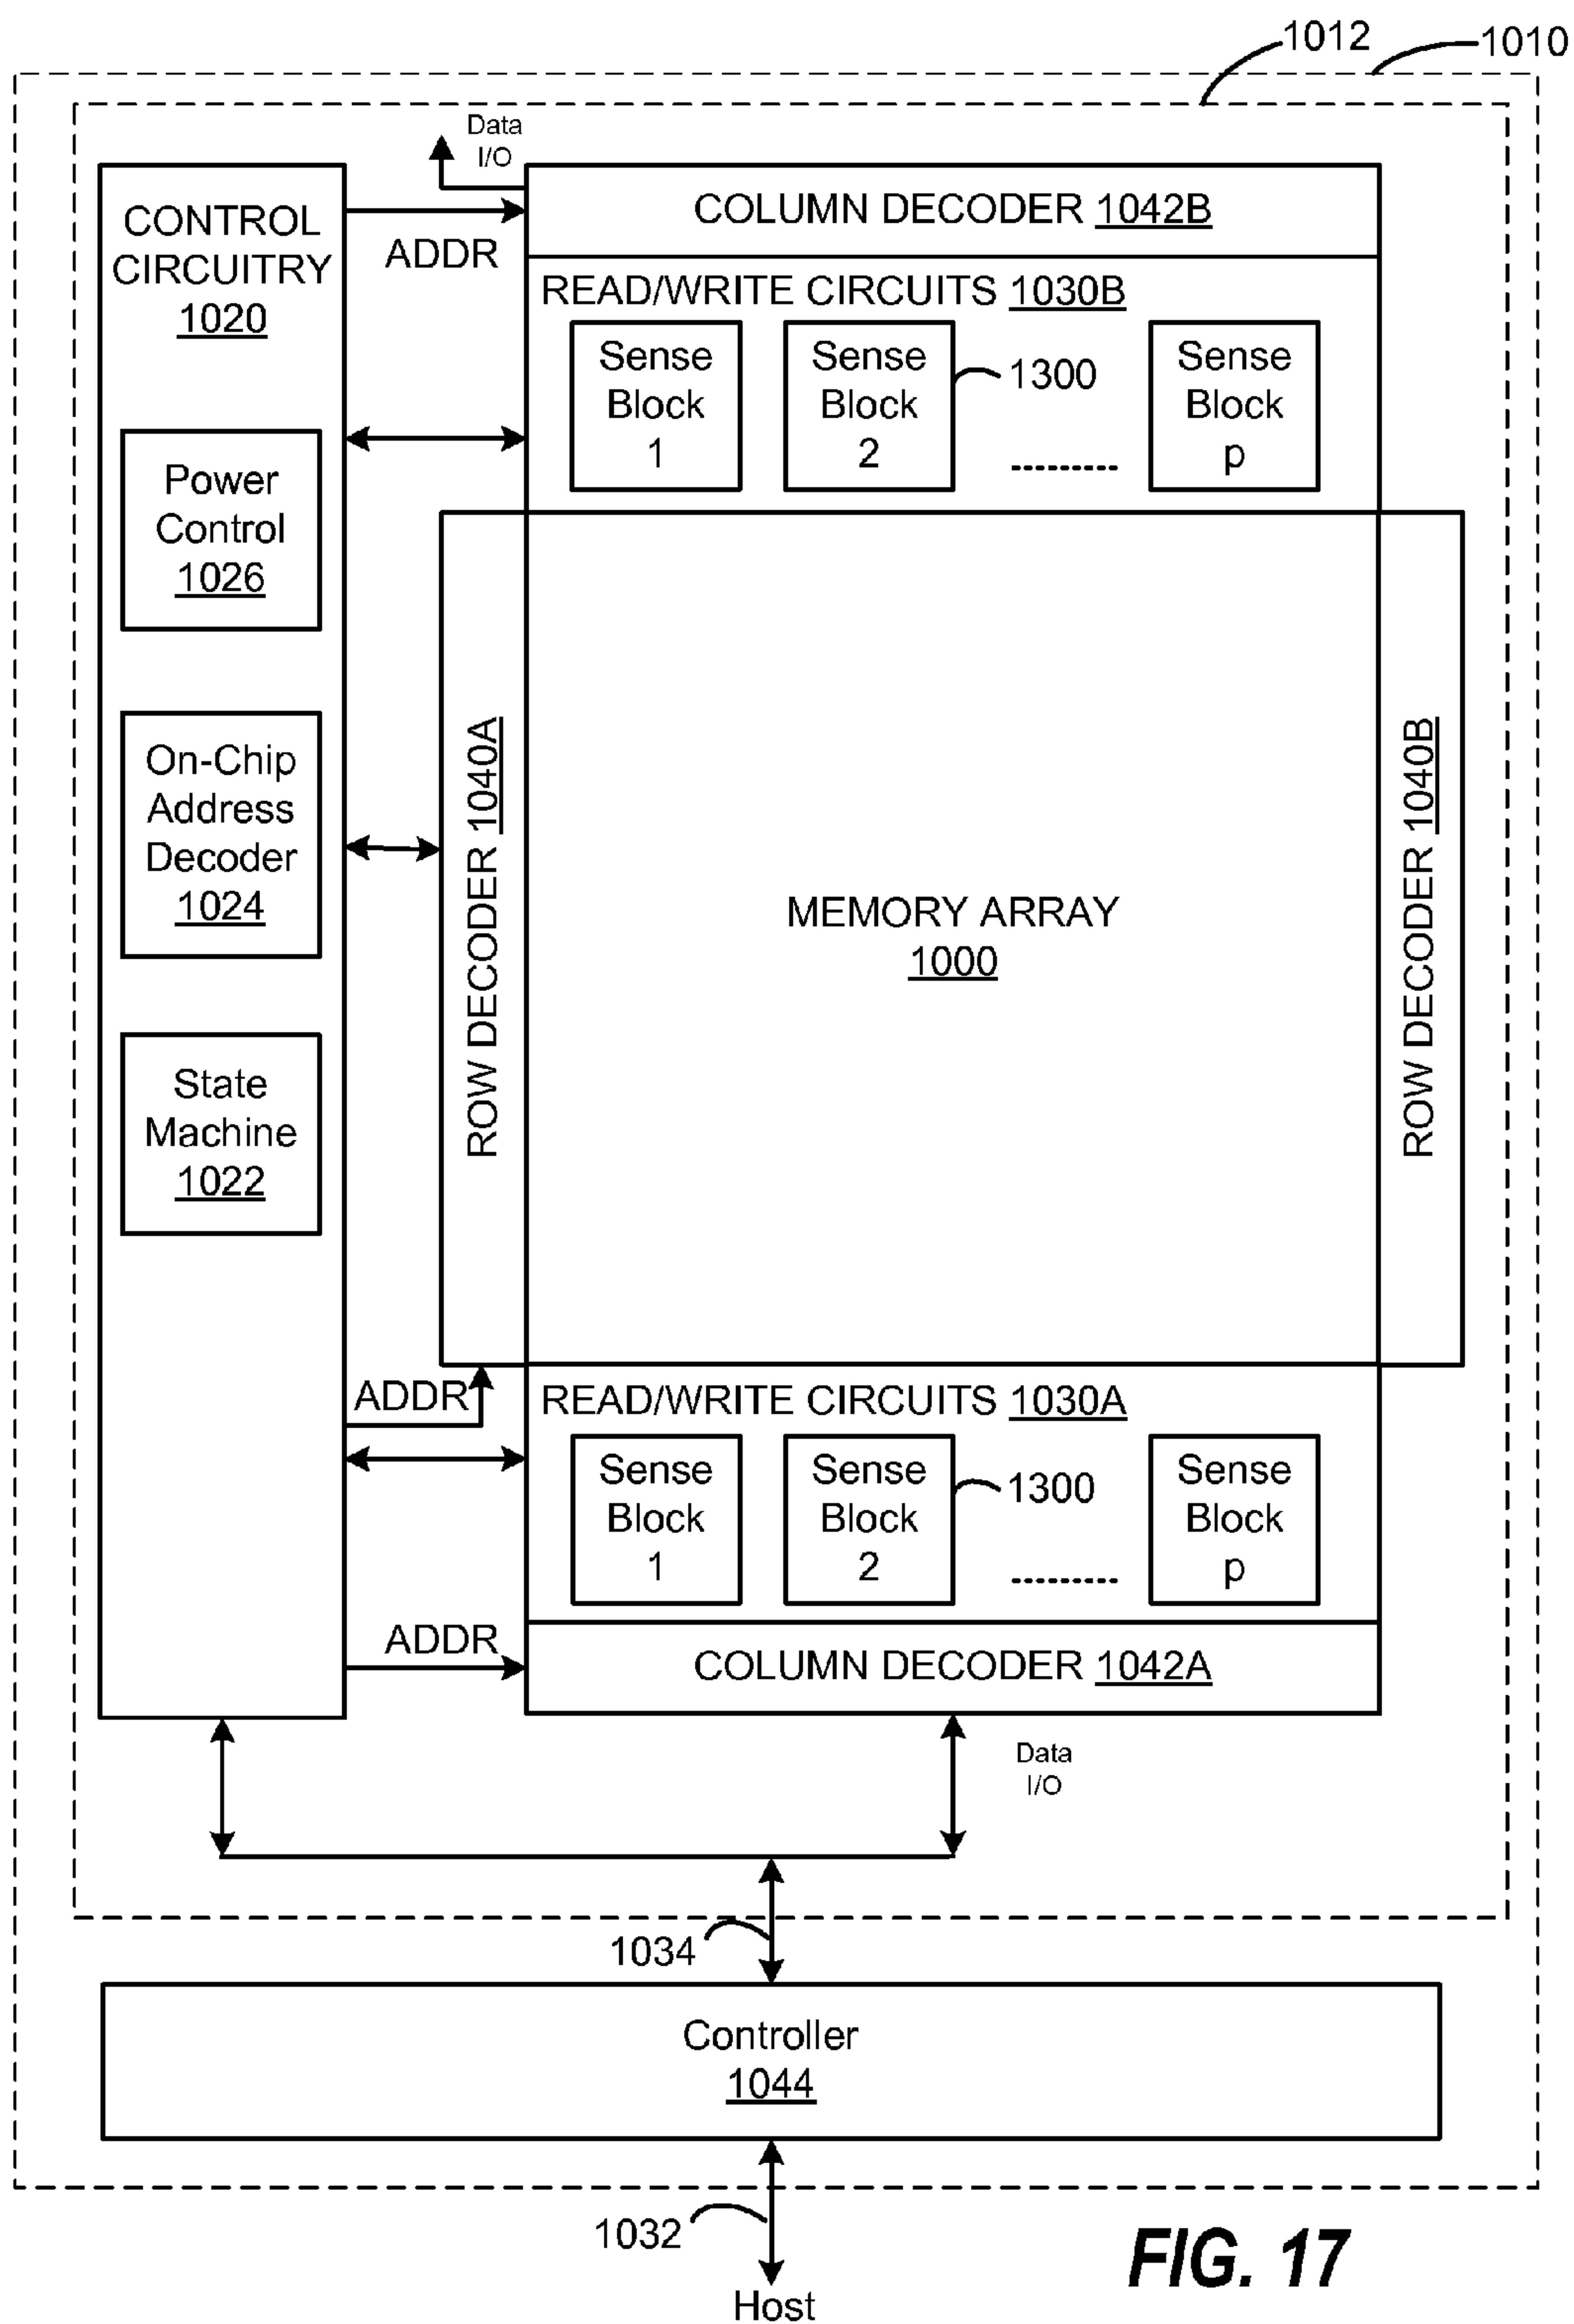 1012
1010
Data
I/O
CONTROL
CIRCUITRY
1020
ADDR
COLUMN DECODER 1042B
READ/WRITE CIRCUITS 1030B
Sense
Block
1
Sense
Block
2
1300
.........
Sense
Block
p
Power
Control
1026
On-Chip
Address
Decoder
1024
State
Machine
1022
ROW DECODER 1040A
MEMORY ARRAY
1000
ROW DECODER 1040B
ADDR
READ/WRITE CIRCUITS 1030A
Sense
Block
1
Sense
Block
2
1300
.........
Sense
Block
p
ADDR
COLUMN DECODER 1042A
Data
I/O
1034
Controller
1044
1032
Host
FIG. 17